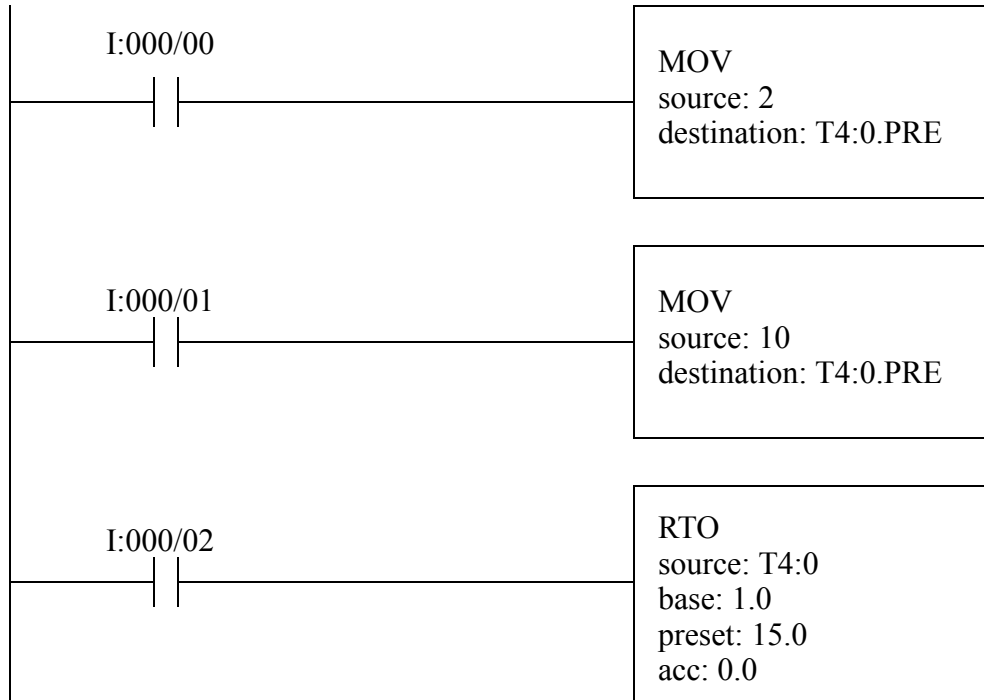 I:000/00
MOV
source: 2
destination: T4:0.PRE
I:000/01
MOV
source: 10
destination: T4:0.PRE
I:000/02
RTO
source: T4:0
base: 1.0
preset: 15.0
acc: 0.0